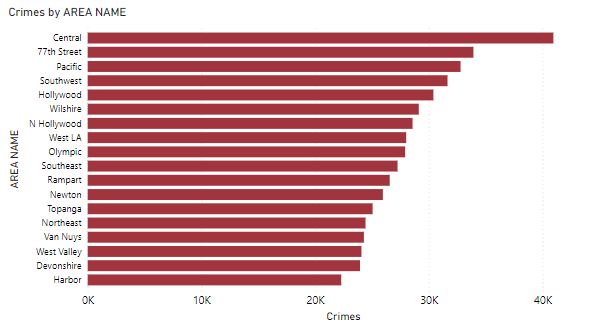 Crimes by AREA NAME
Central
77th Street
Pacific
Southwest
Hollywood
Wilshire
N Hollywood
West LA
Olympic
Southeast
Rampart
Newton
Topanga
Northeast
Van Nuys
West Valley
Devonshire
Harbor
AREA NAME
0K 10K 20K 30K 40K
Crimes